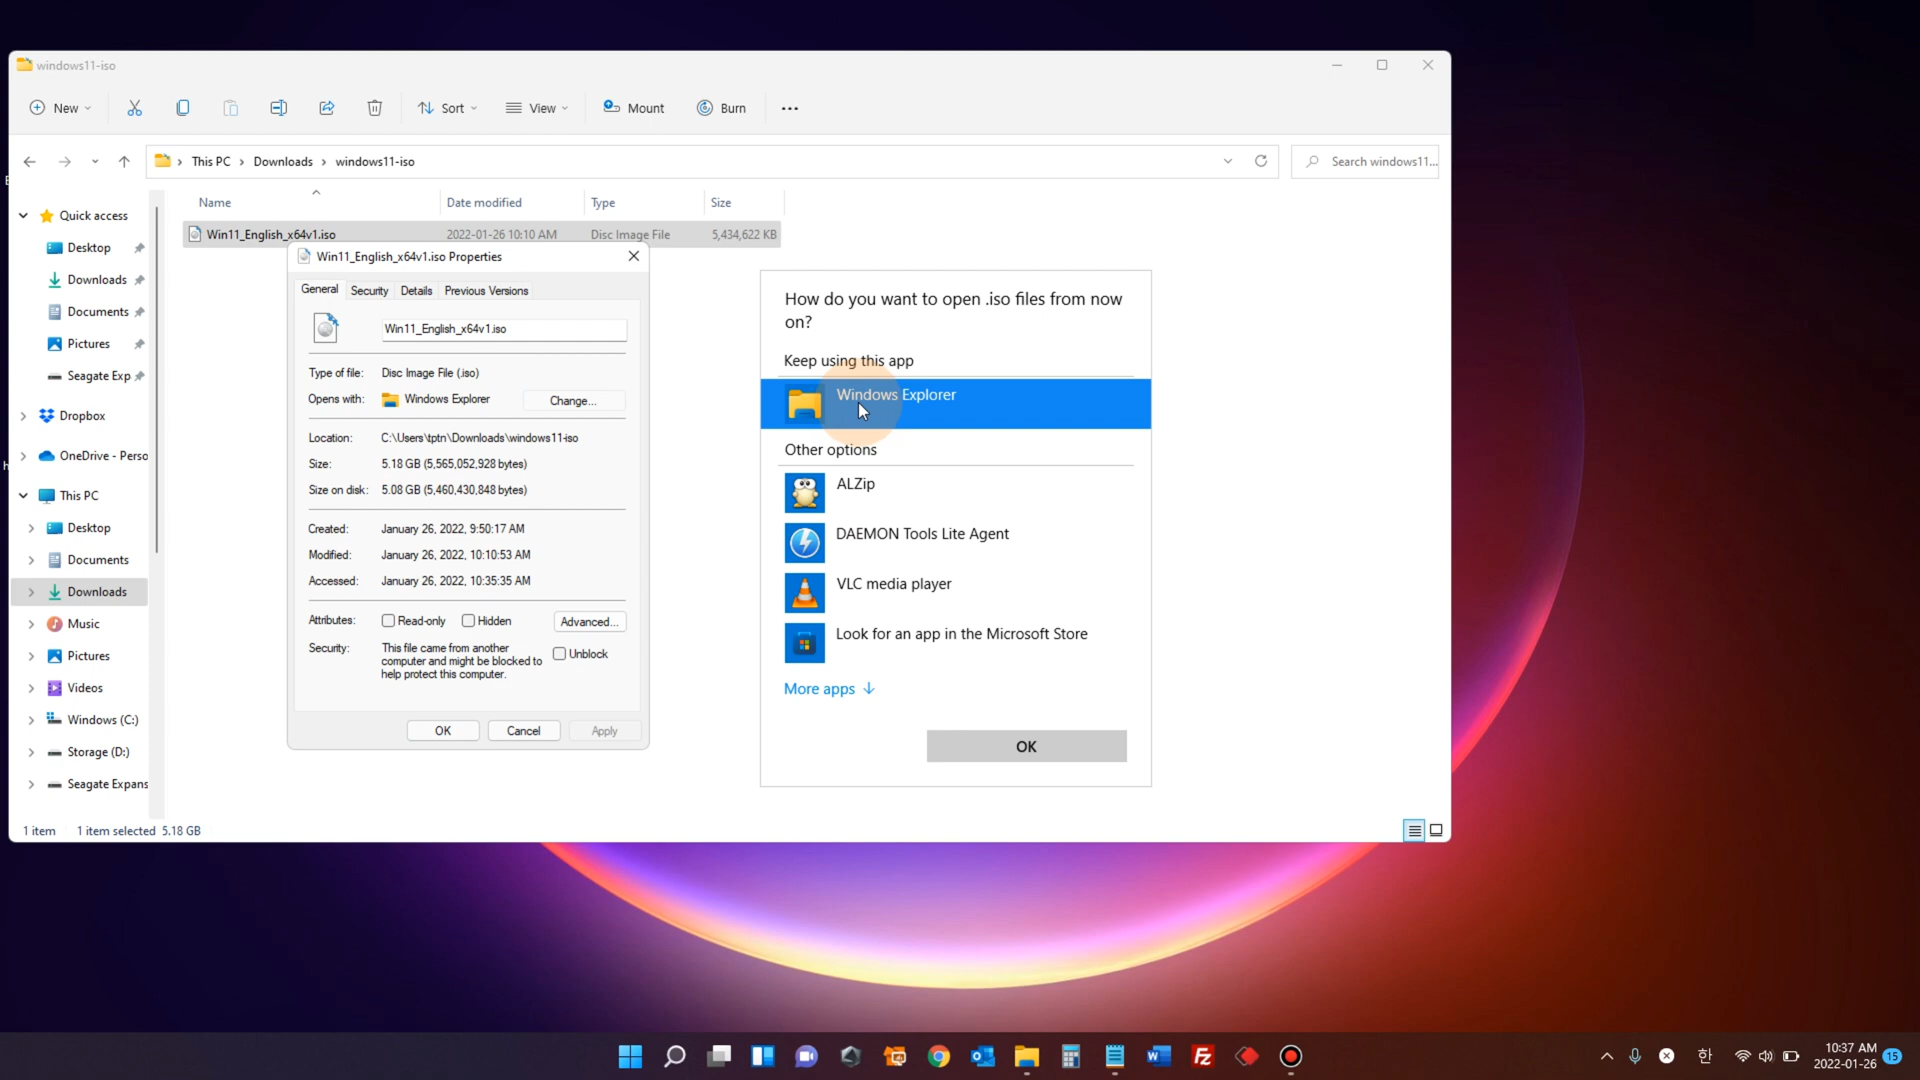 windows11-iso
New
Sort
View
Mount
Burn
This PC > Downloads > windows11-iso
Search windows11...
Name
Date modified
Type
Size
Win11_English_x64v1.iso
2022-01-26 10:10 AM
Disc Image File
5,434,622 KB
Quick access
Desktop
Downloads
Documents
Pictures
Seagate Exp
Dropbox
OneDrive - Perso
This PC
Desktop
Documents
Downloads
Music
Pictures
Videos
Windows (C:)
Storage (D:)
Seagate Expans
1 item
1 item selected 5.18 GB
Win11_English_x64v1.iso Properties
General
Security
Details
Previous Versions
Win11_English_x64v1.iso
Type of file: Disc Image File (.iso)
Opens with: Windows Explorer
Change...
Location: C:\Users\tptn\Downloads\windows11-iso
Size: 5.18 GB (5,565,052,928 bytes)
Size on disk: 5.08 GB (5,460,430,848 bytes)
Created: January 26, 2022, 9:50:17 AM
Modified: January 26, 2022, 10:10:53 AM
Accessed: January 26, 2022, 10:35:35 AM
Attributes: Read-only Hidden
Advanced...
Security: This file came from another
computer and might be blocked to
help protect this computer.
Unblock
OK
Cancel
Apply
How do you want to open .iso files from now
on?
Keep using this app
Windows Explorer
Other options
ALZip
DAEMON Tools Lite Agent
VLC media player
Look for an app in the Microsoft Store
More apps
OK
한
10:37 AM
2022-01-26
15